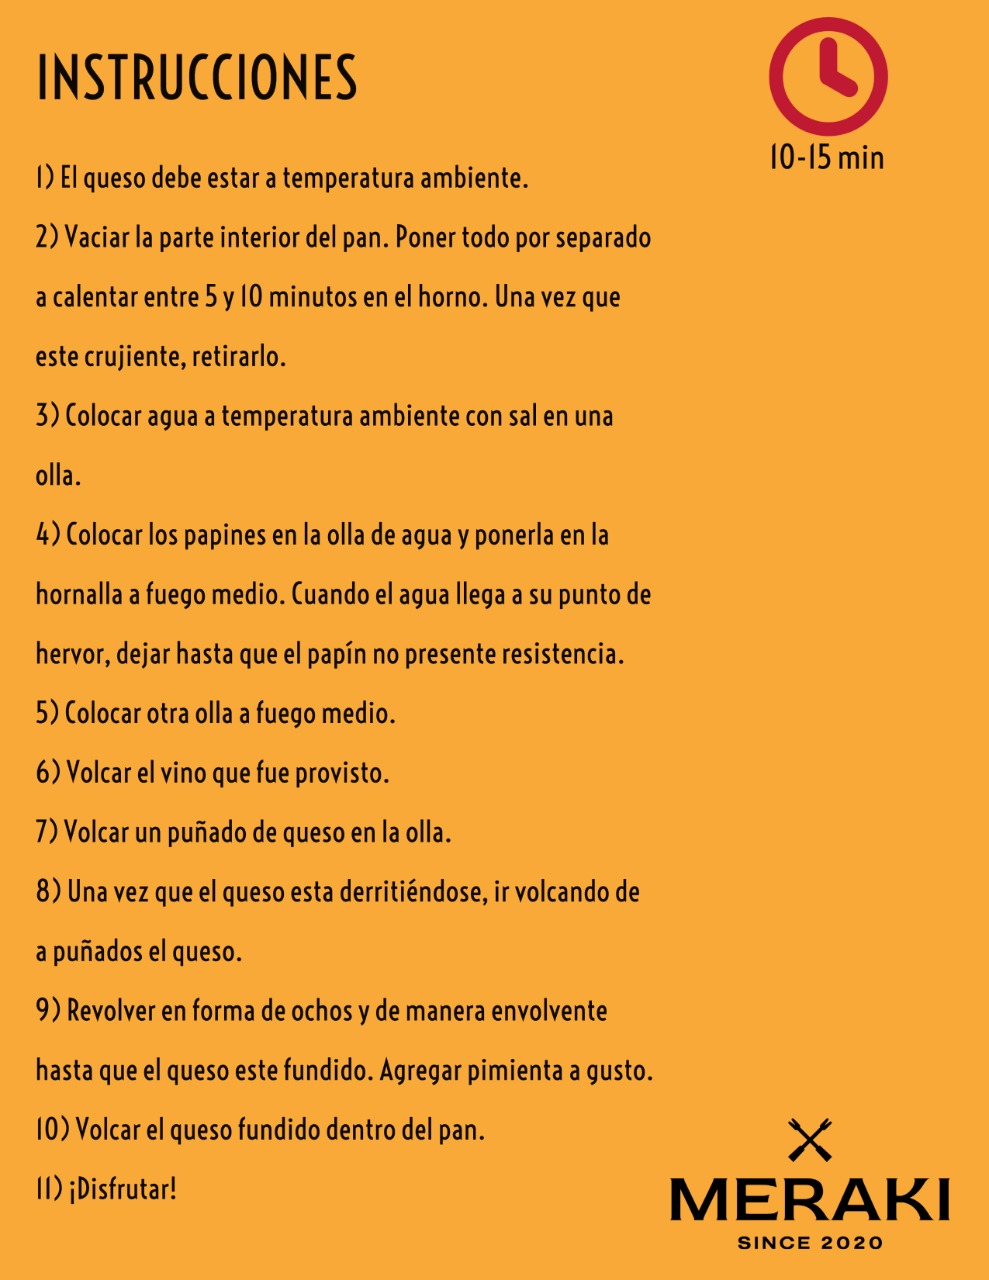 INSTRUCCIONES
10-15 min
1) El queso debe estar a temperatura ambiente.
2) Vaciar la parte interior del pan. Poner todo por separado
a calentar entre 5 y 10 minutos en el horno. Una vez que
este crujiente, retirarlo.
3) Colocar agua a temperatura ambiente con sal en una
olla.
4) Colocar los papines en la olla de agua y ponerla en la
hornalla a fuego medio. Cuando el agua llega a su punto de
hervor, dejar hasta que el papín no presente resistencia.
5) Colocar otra olla a fuego medio.
6) Volcar el vino que fue provisto.
7) Volcar un puñado de queso en la olla.
8) Una vez que el queso esta derritiéndose, ir volcando de
a puñados el queso.
9) Revolver en forma de ochos y de manera envolvente
hasta que el queso este fundido. Agregar pimienta a gusto.
10) Volcar el queso fundido dentro del pan.
11) ¡Disfrutar!
MERAKI
SINCE 2020